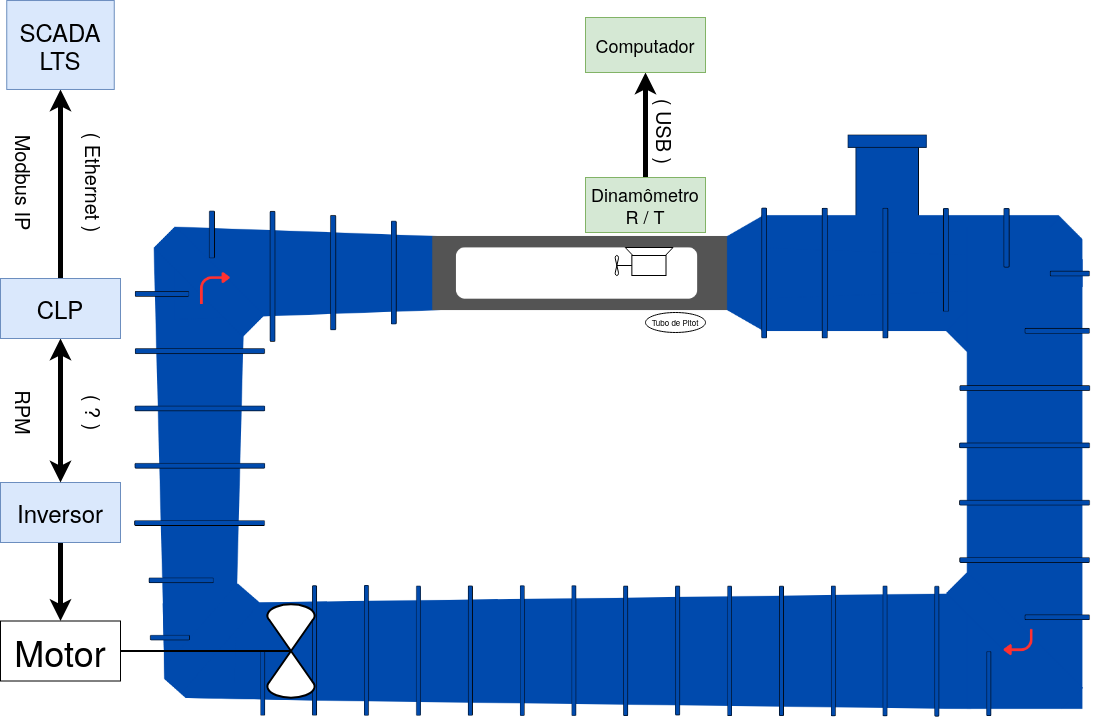 SCADA
LTS
Modbus IP
( Ethernet )
CLP
RPM
( ? )
Inversor
Motor
Computador
( USB )
Dinamômetro
R / T
Tubo de Pitot